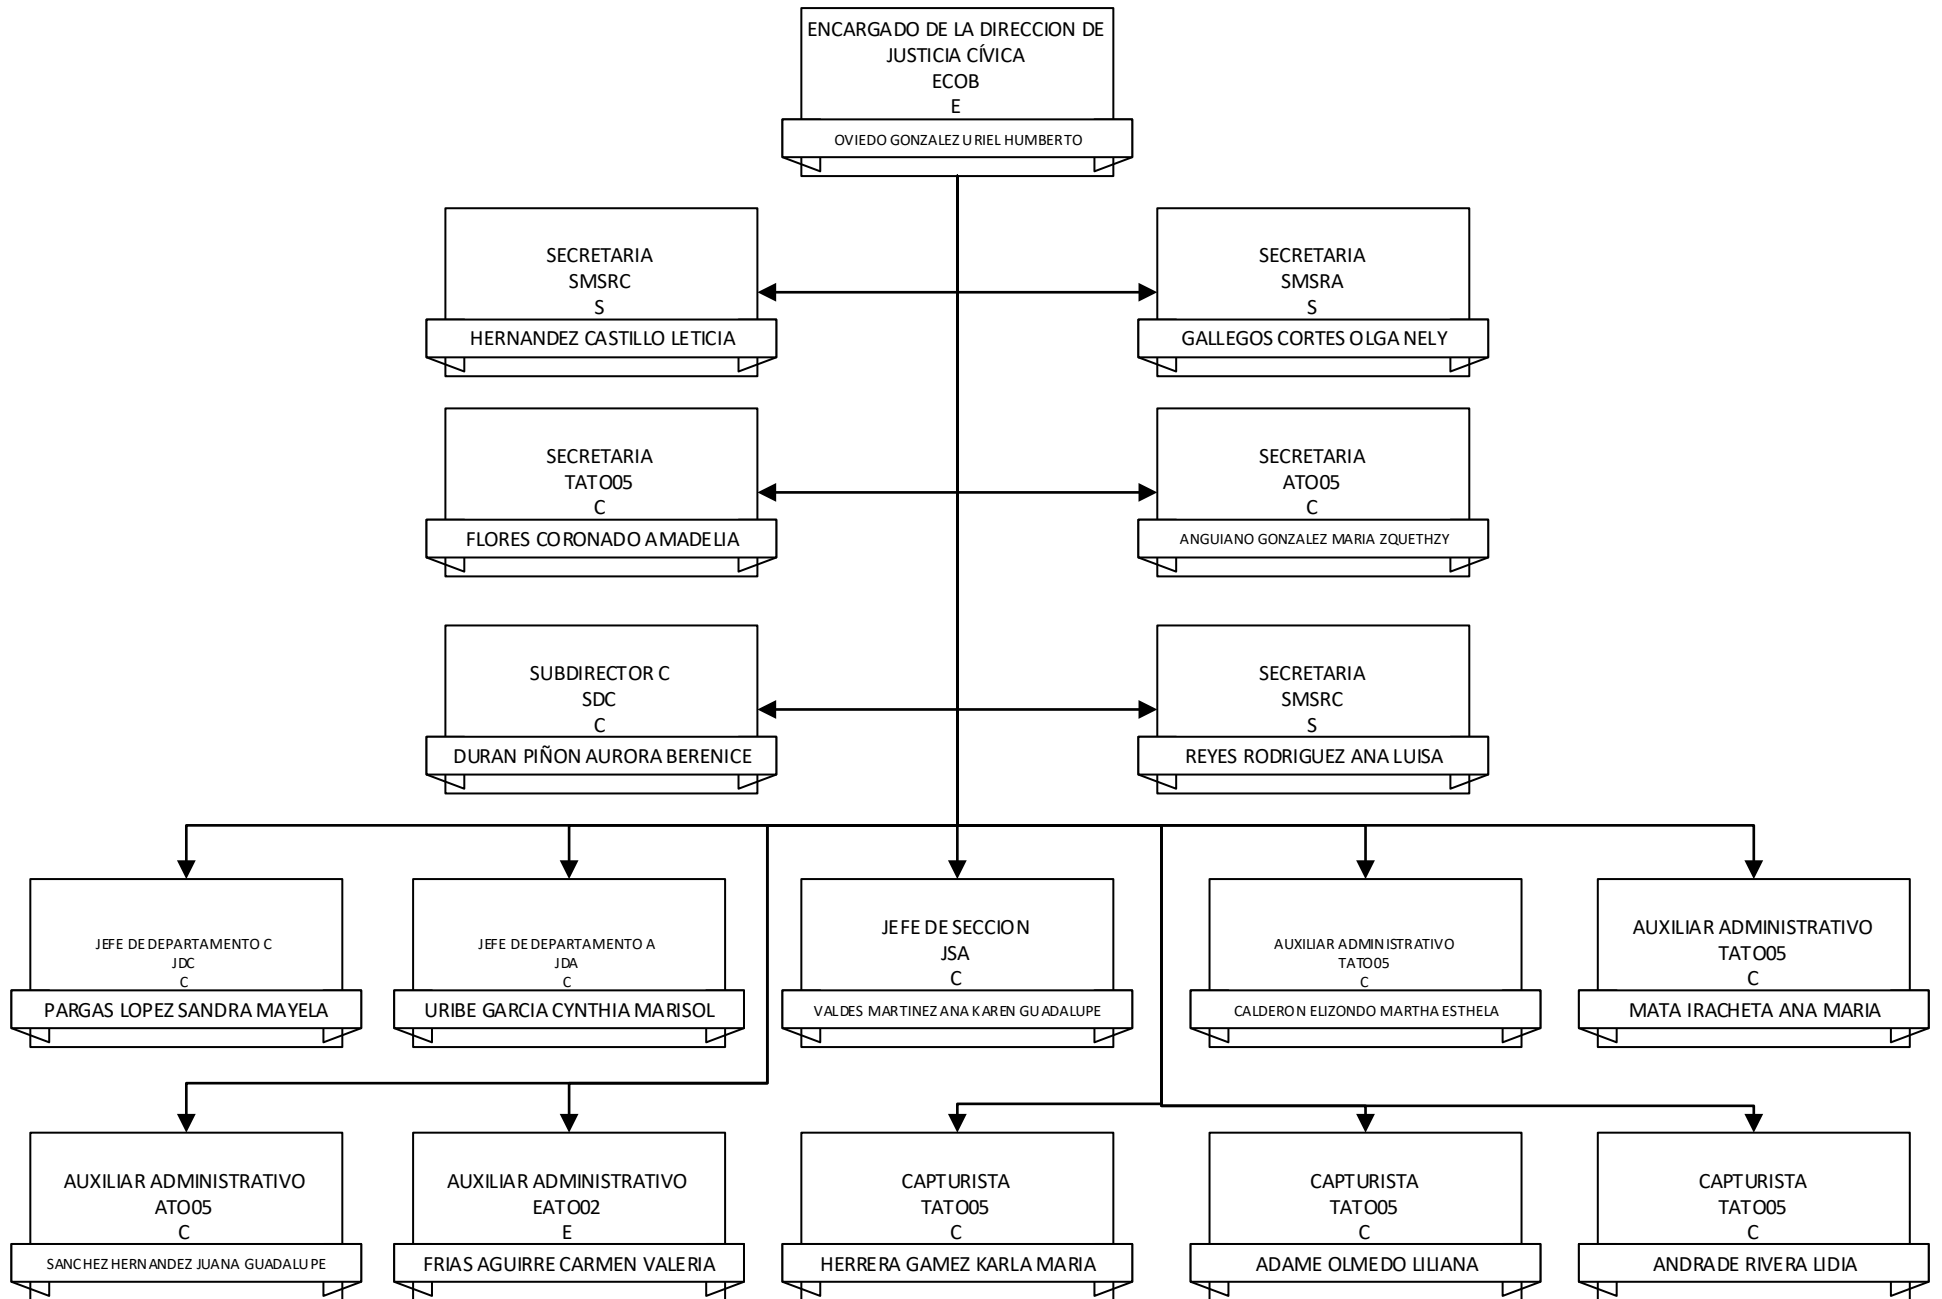 ENCARGADO DE LA DIRECCION DE
JUSTICIA CÍVICA
ECOB
E
OVIEDO GONZALEZ URIEL HUMBERTO
SECRETARIA
SMSRC
S
HERNANDEZ CASTILLO LETICIA
SECRETARIA
SMSRA
S
GALLEGOS CORTES OLGA NELY
SECRETARIA
TATO05
C
FLORES CORONADO AMADELIA
SECRETARIA
ATO05
C
ANGUIANO GONZALEZ MARIA ZQUETHZY
SUBDIRECTOR C
SDC
C
DURAN PIÑON AURORA BERENICE
SECRETARIA
SMSRC
S
REYES RODRIGUEZ ANA LUISA
JEFE DE DEPARTAMENTO C
JDC
C
PARGAS LOPEZ SANDRA MAYELA
JEFE DE DEPARTAMENTO A
JDA
C
URIBE GARCIA CYNTHIA MARISOL
JEFE DE SECCION
JSA
C
VALDES MARTINEZ ANA KAREN GUADALUPE
AUXILIAR ADMINISTRATIVO
TATO05
C
CALDERON ELIZONDO MARTHA ESTHELA
AUXILIAR ADMINISTRATIVO
TATO05
C
MATA IRACHETA ANA MARIA
AUXILIAR ADMINISTRATIVO
ATO05
C
SANCHEZ HERNANDEZ JUANA GUADALUPE
AUXILIAR ADMINISTRATIVO
EATO02
E
FRIAS AGUIRRE CARMEN VALERIA
CAPTURISTA
TATO05
C
HERRERA GAMEZ KARLA MARIA
CAPTURISTA
TATO05
C
ADAME OLMEDO LILIANA
CAPTURISTA
TATO05
C
ANDRADE RIVERA LIDIA